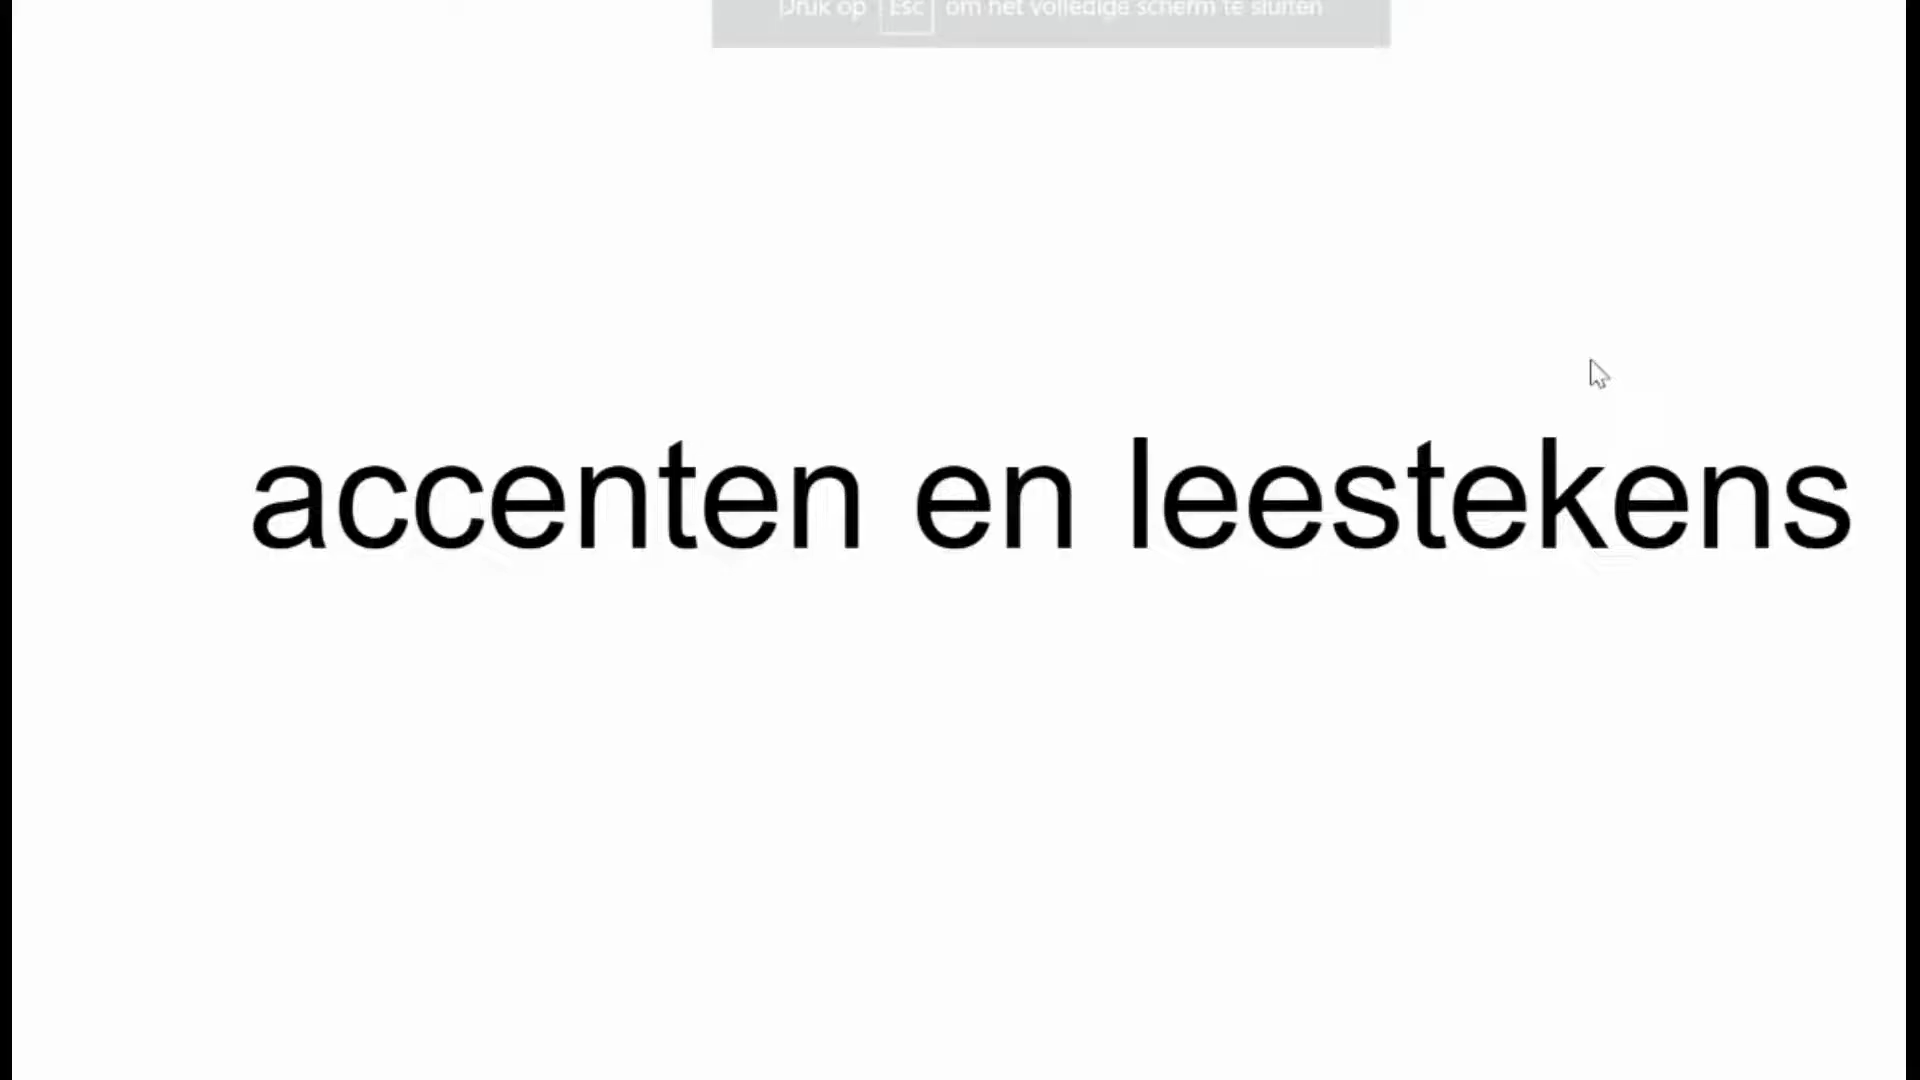 Druk op Esc om het volledige scherm te sluiten
accenten en leestekens